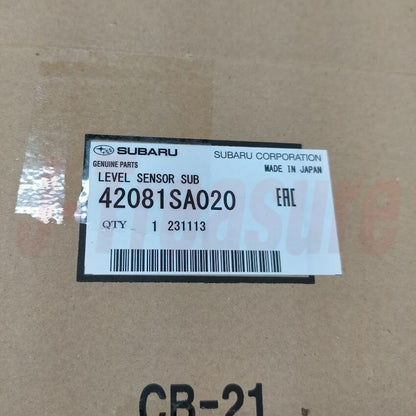 SUBARU
SUBARU CORPORATION
GENUINE PARTS
MADE IN JAPAN
LEVEL SENSOR SUB
42081SA020
EAC
QTY 1 231113
CB-21